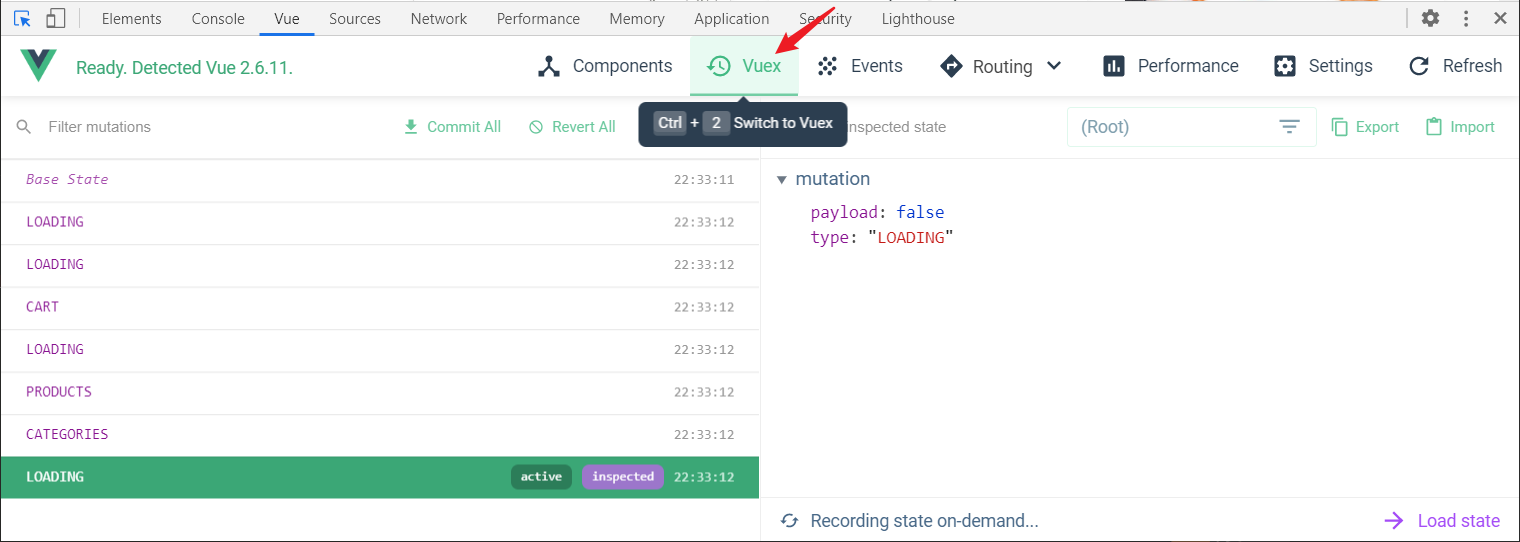 Elements Console Vue Sources Network Performance Memory Application Security Lighthouse
Ready. Detected Vue 2.6.11. Components Vuex Events Routing Performance Settings Refresh
Ctrl + 2 Switch to Vuex
Filter mutations Commit All Revert All inspected state (Root) Export Import
Base State 22:33:11
mutation
LOADING 22:33:12
payload: false
type: "LOADING"
LOADING 22:33:12
CART 22:33:12
LOADING 22:33:12
PRODUCTS 22:33:12
CATEGORIES 22:33:12
LOADING active inspected 22:33:12
Recording state on-demand... Load state